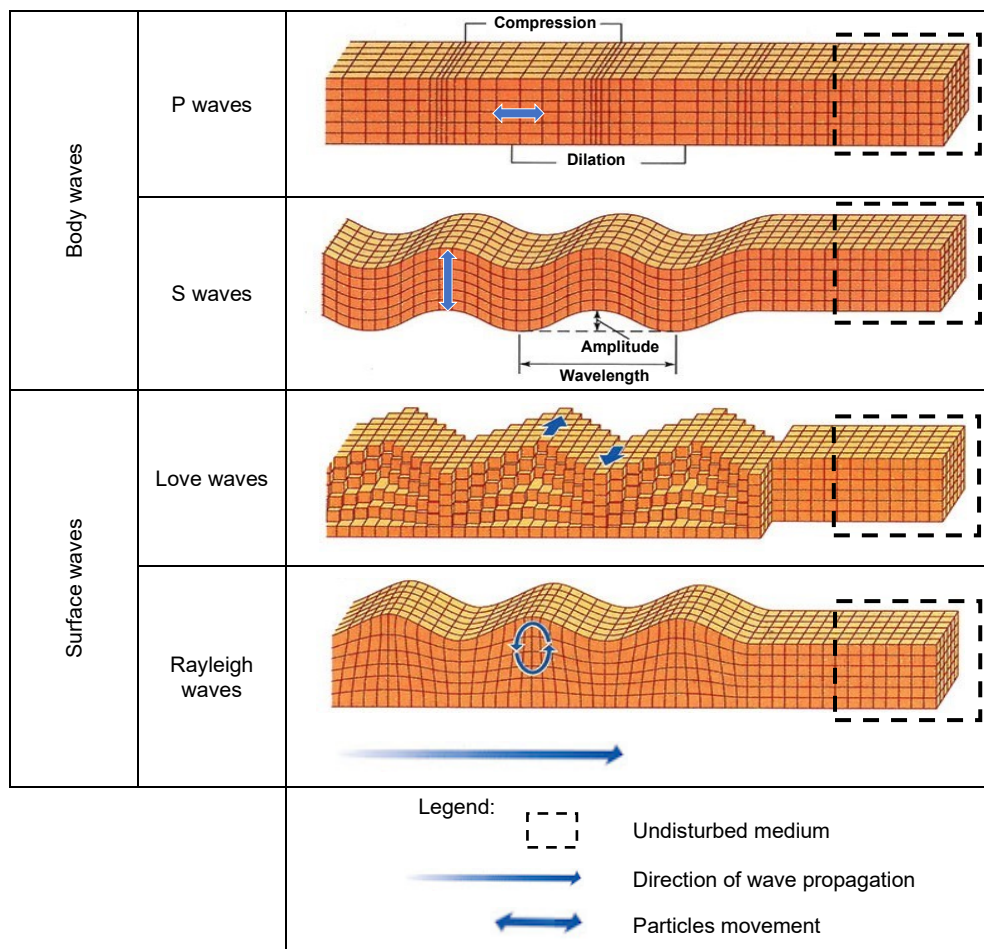 Body waves
P waves
Compression
Dilation
S waves
Amplitude
Wavelength
Surface waves
Love waves
Rayleigh
waves
Legend:
Undisturbed medium
Direction of wave propagation
Particles movement